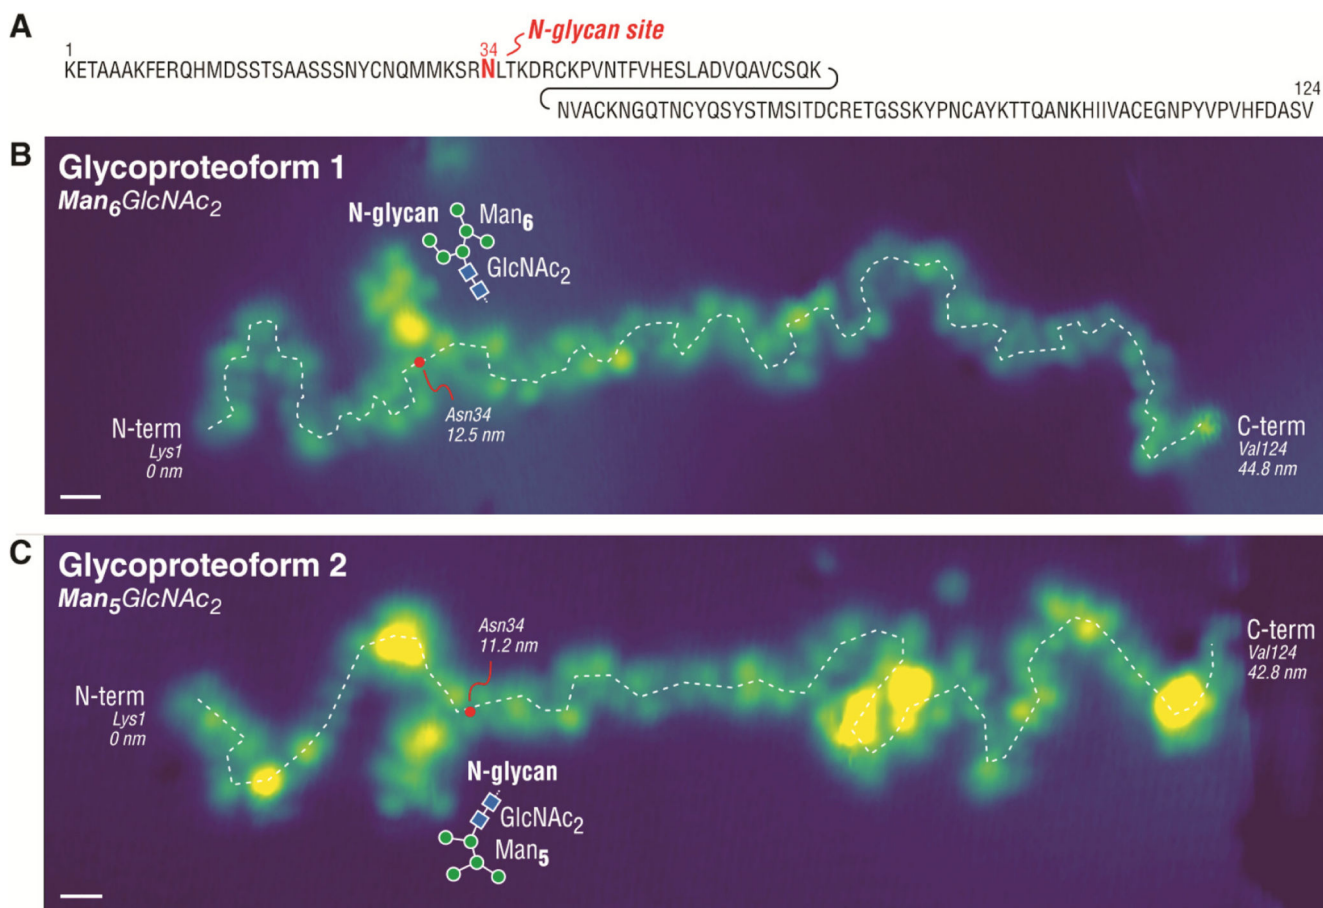 A
N-glycan site
1
34
KETAAAKFERQHMDSSTSAASSSNYCNQMMKSRNLTKDRCKPVNTFVHESLADVQAVCSQK
124
NVACKNGQTNCYQSYSTMSITDCRETGSSKYPNCAYKTTQANKHIIVACEGNPYVPVHFDASV
B
Glycoproteoform 1
Man6GlcNAc2
N-glycan
Man6
GlcNAc2
Asn34
12.5 nm
N-term
Lys1
0 nm
C-term
Val124
44.8 nm
C
Glycoproteoform 2
Man5GlcNAc2
Asn34
11.2 nm
N-term
Lys1
0 nm
C-term
Val124
42.8 nm
N-glycan
GlcNAc2
Man5